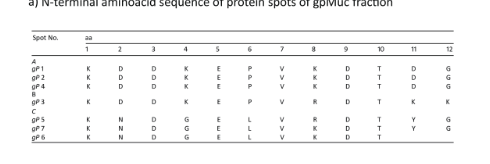 a) N-terminal aminoacid sequence of protein spots of gpMuc fraction
Spot No. aa
1 2 3 4 5 6 7 8 9 10 11 12
A
gP 1 K D D K E P V K D T D G
gP 2 K D D K E P V K D T D G
gP 4 K D D K E P V K D T D G
B
gP 3 K D D K E P V R D T K K
C
gP 5 K N D G E L V R D T Y G
gP 7 K N D G E L V K D T Y G
gP 6 K N D G E L V K D T